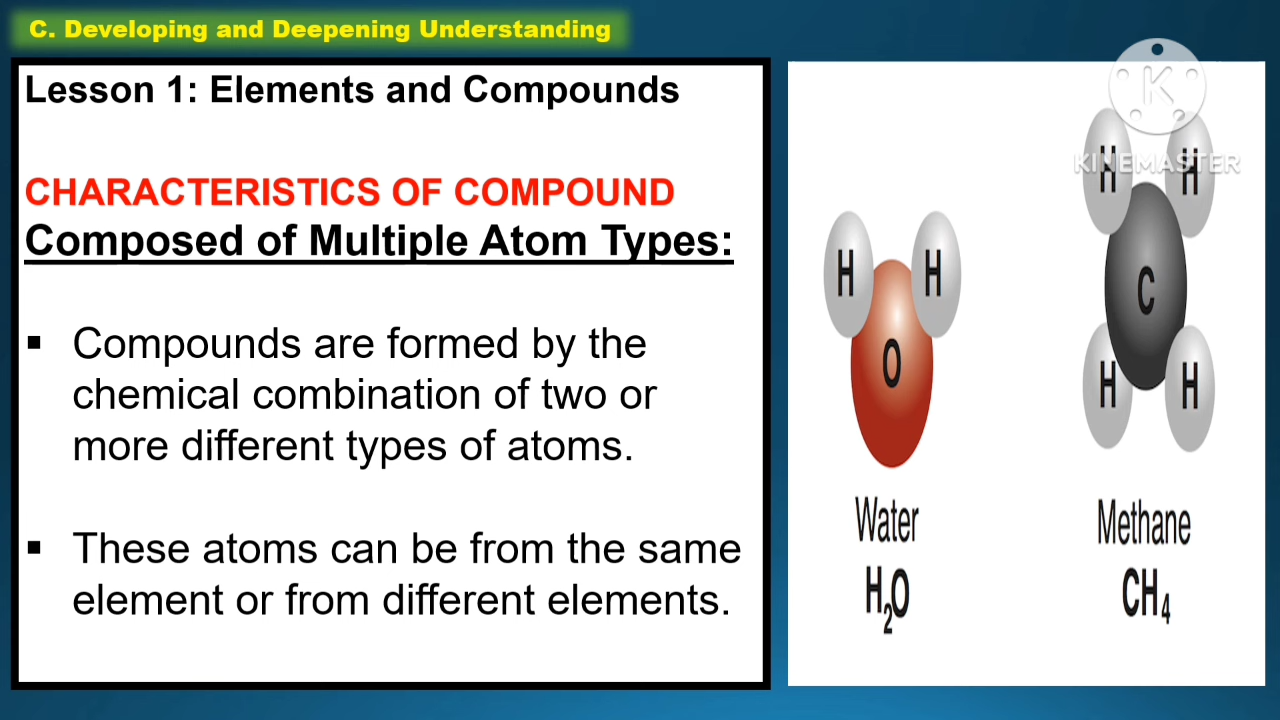 C. Developing and Deepening Understanding
Lesson 1: Elements and Compounds
CHARACTERISTICS OF COMPOUND
Composed of Multiple Atom Types:
▪ Compounds are formed by the
chemical combination of two or
more different types of atoms.
▪ These atoms can be from the same
element or from different elements.
K
KINEMASTER
H H
O
Water
H₂O
H H
C
H H
Methane
CH₄